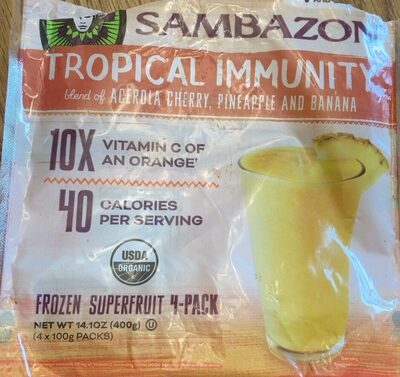 SAMBAZON
TROPICAL IMMUNITY
blend of ACEROLA CHERRY, PINEAPPLE AND BANANA
10X VITAMIN C OF
AN ORANGE†
40 CALORIES
PER SERVING
USDA
ORGANIC
FROZEN SUPERFRUIT 4-PACK
NET WT 14.1OZ (400g) U
(4 x 100g PACKS)